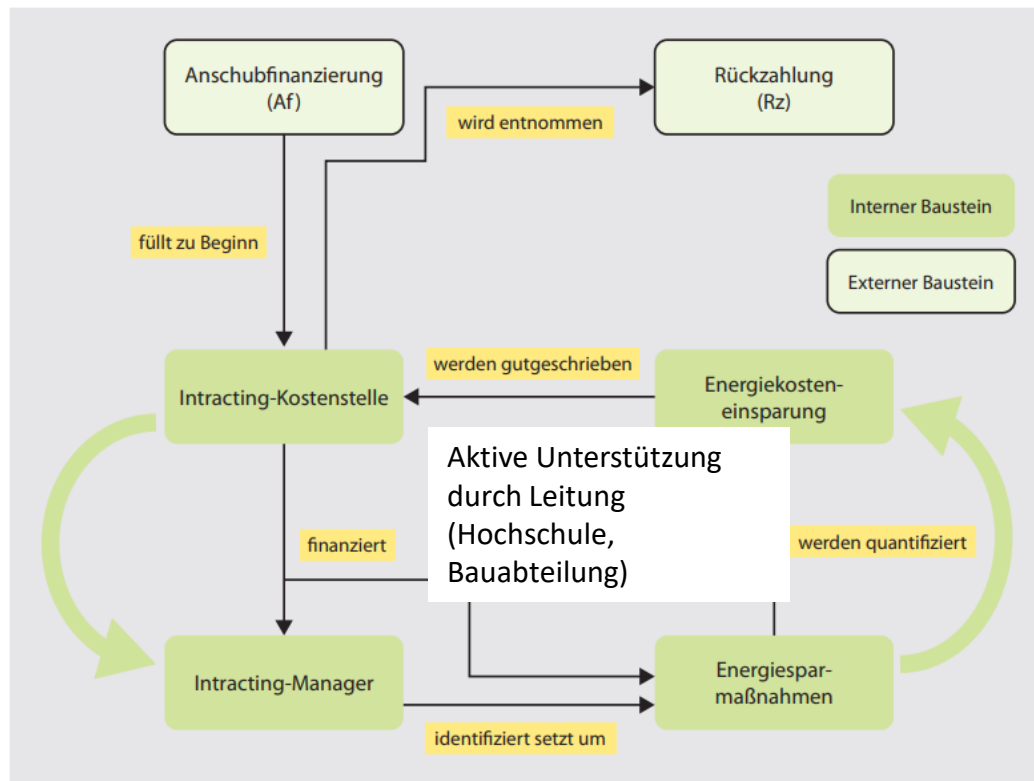 Anschubfinanzierung
(Af)
Rückzahlung
(Rz)
wird entnommen
Interner Baustein
füllt zu Beginn
Externer Baustein
werden gutgeschrieben
Intracting-Kostenstelle
Energiekosten-
einsparung
Aktive Unterstützung
durch Leitung
(Hochschule,
Bauabteilung)
finanziert
werden quantifiziert
Intracting-Manager
Energiespar-
maßnahmen
identifiziert setzt um